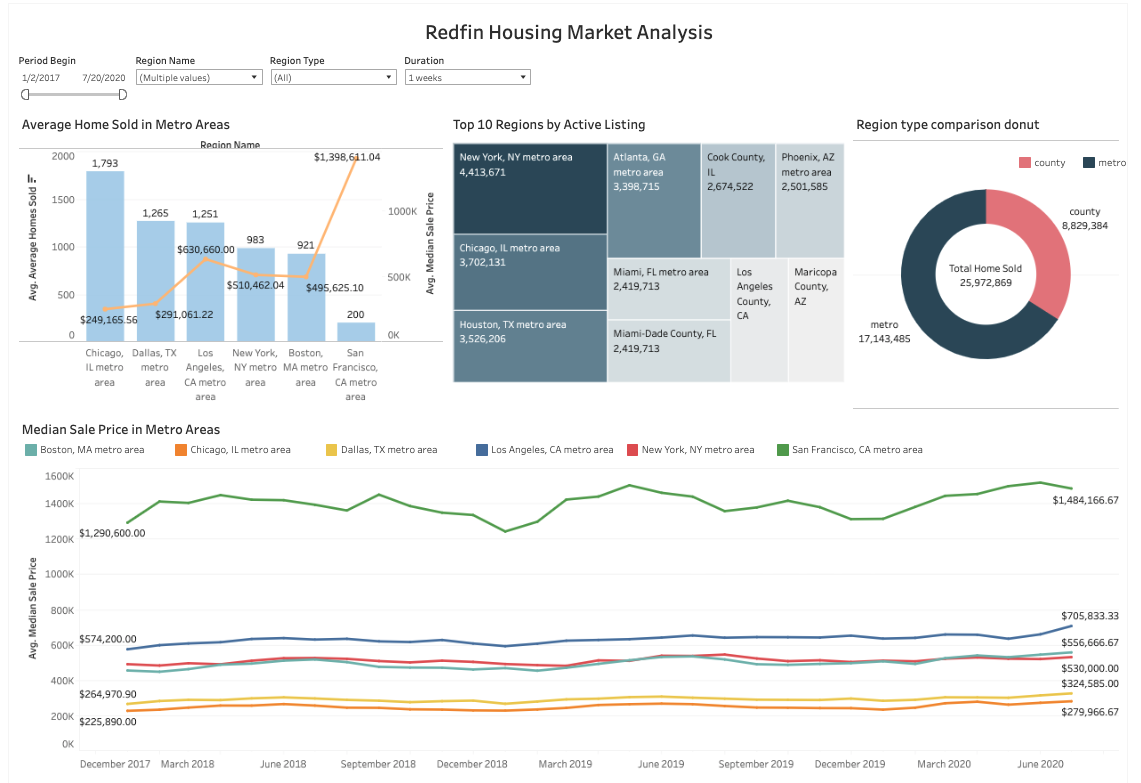 Redfin Housing Market Analysis
Period Begin
1/2/2017 7/20/2020
Region Name
(Multiple values)
Region Type
(All)
Duration
1 weeks
Average Home Sold in Metro Areas
Region Name
Avg. Average Homes Sold
2000
1500
1000
500
0
1,793
1,265
1,251
983
921
200
$249,165.56
$291,061.22
$630,660.00
$510,462.04
$495,625.10
$1,398,611.04
1000K
500K
0K
Avg. Median Sale Price
Chicago,
IL metro
area
Dallas, TX
metro
area
Los
Angeles,
CA metro
area
New York,
NY metro
area
Boston,
MA metro
area
San
Francisco,
CA metro
area
Top 10 Regions by Active Listing
New York, NY metro area
4,413,671
Chicago, IL metro area
3,702,131
Houston, TX metro area
3,526,206
Atlanta, GA
metro area
3,398,715
Cook County,
IL
2,674,522
Phoenix, AZ
metro area
2,501,585
Miami, FL metro area
2,419,713
Miami-Dade County, FL
2,419,713
Los
Angeles
County,
CA
Maricopa
County,
AZ
Region type comparison donut
county
metro
county
8,829,384
Total Home Sold
25,972,869
metro
17,143,485
Median Sale Price in Metro Areas
Boston, MA metro area
Chicago, IL metro area
Dallas, TX metro area
Los Angeles, CA metro area
New York, NY metro area
San Francisco, CA metro area
Avg. Median Sale Price
1600K
1400K
1200K
1000K
800K
600K
400K
200K
0K
$1,290,600.00
$574,200.00
$264,970.90
$225,890.00
$1,484,166.67
$705,833.33
$556,666.67
$530,000.00
$324,585.00
$279,966.67
December 2017
March 2018
June 2018
September 2018
December 2018
March 2019
June 2019
September 2019
December 2019
March 2020
June 2020